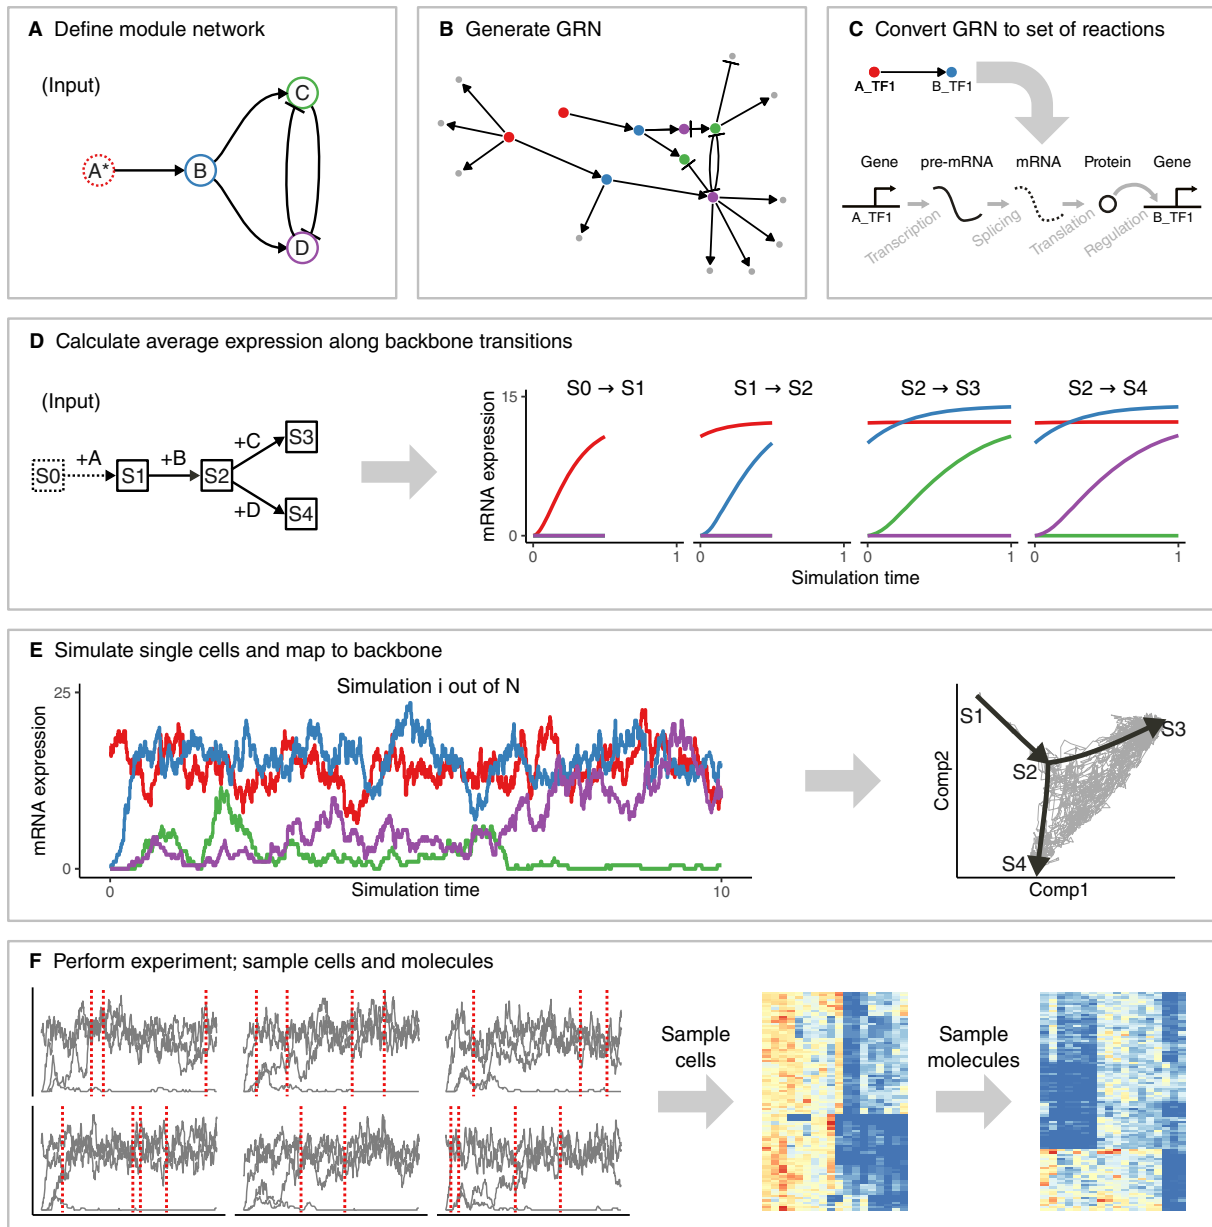 A Define module network
(Input)
A*
B
C
D
B Generate GRN
C Convert GRN to set of reactions
A_TF1
B_TF1
Gene
pre-mRNA
mRNA
Protein
Gene
A_TF1
B_TF1
Transcription
Splicing
Translation
Regulation
D Calculate average expression along backbone transitions
(Input)
S0
+A
S1
+B
S2
+C
S3
+D
S4
mRNA expression
15
0
S0 → S1
S1 → S2
S2 → S3
S2 → S4
0 1
0 1
0 1
0 1
Simulation time
E Simulate single cells and map to backbone
Simulation i out of N
mRNA expression
25
0
0
Simulation time
10
Comp2
S1
S2
S3
S4
Comp1
F Perform experiment; sample cells and molecules
Sample
cells
Sample
molecules